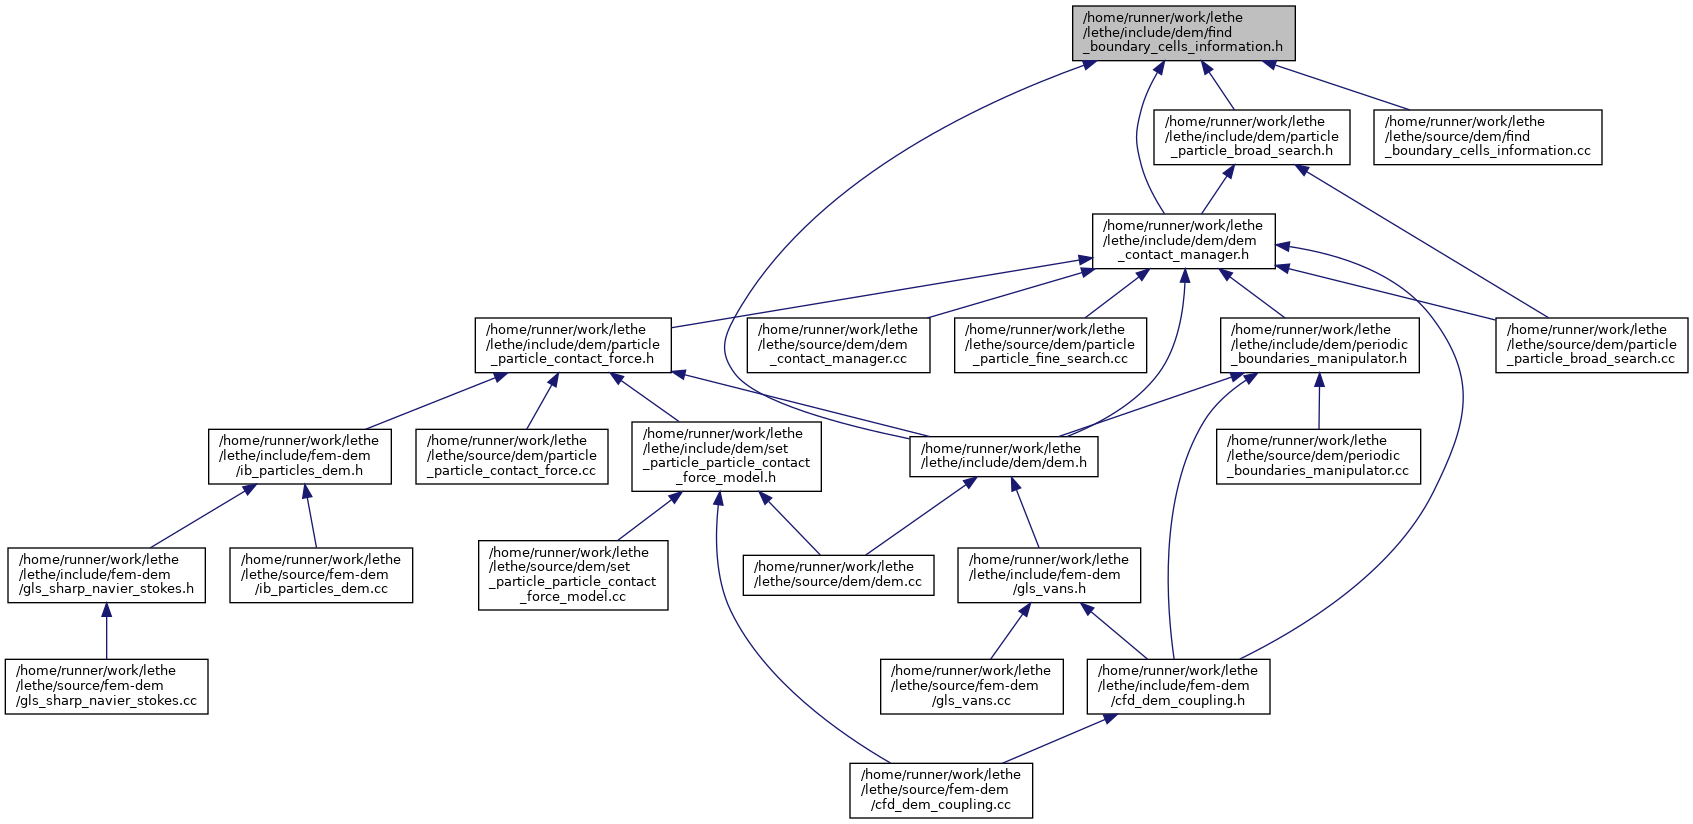 /home/runner/work/lethe
/lethe/include/dem/find
_boundary_cells_information.h
/home/runner/work/lethe
/lethe/include/dem/particle
_particle_broad_search.h
/home/runner/work/lethe
/lethe/source/dem/find
_boundary_cells_information.cc
/home/runner/work/lethe
/lethe/include/dem/dem
_contact_manager.h
/home/runner/work/lethe
/lethe/include/dem/particle
_particle_contact_force.h
/home/runner/work/lethe
/lethe/source/dem/dem
_contact_manager.cc
/home/runner/work/lethe
/lethe/source/dem/particle
_particle_fine_search.cc
/home/runner/work/lethe
/lethe/include/dem/periodic
_boundaries_manipulator.h
/home/runner/work/lethe
/lethe/source/dem/particle
_particle_broad_search.cc
/home/runner/work/lethe
/lethe/include/fem-dem
/ib_particles_dem.h
/home/runner/work/lethe
/lethe/source/dem/particle
_particle_contact_force.cc
/home/runner/work/lethe
/lethe/include/dem/set
_particle_particle_contact
_force_model.h
/home/runner/work/lethe
/lethe/include/dem/dem.h
/home/runner/work/lethe
/lethe/source/dem/periodic
_boundaries_manipulator.cc
/home/runner/work/lethe
/lethe/include/fem-dem
/gls_sharp_navier_stokes.h
/home/runner/work/lethe
/lethe/source/fem-dem
/ib_particles_dem.cc
/home/runner/work/lethe
/lethe/source/dem/set
_particle_particle_contact
_force_model.cc
/home/runner/work/lethe
/lethe/source/dem/dem.cc
/home/runner/work/lethe
/lethe/include/fem-dem
/gls_vans.h
/home/runner/work/lethe
/lethe/source/fem-dem
/gls_sharp_navier_stokes.cc
/home/runner/work/lethe
/lethe/source/fem-dem
/gls_vans.cc
/home/runner/work/lethe
/lethe/include/fem-dem
/cfd_dem_coupling.h
/home/runner/work/lethe
/lethe/source/fem-dem
/cfd_dem_coupling.cc